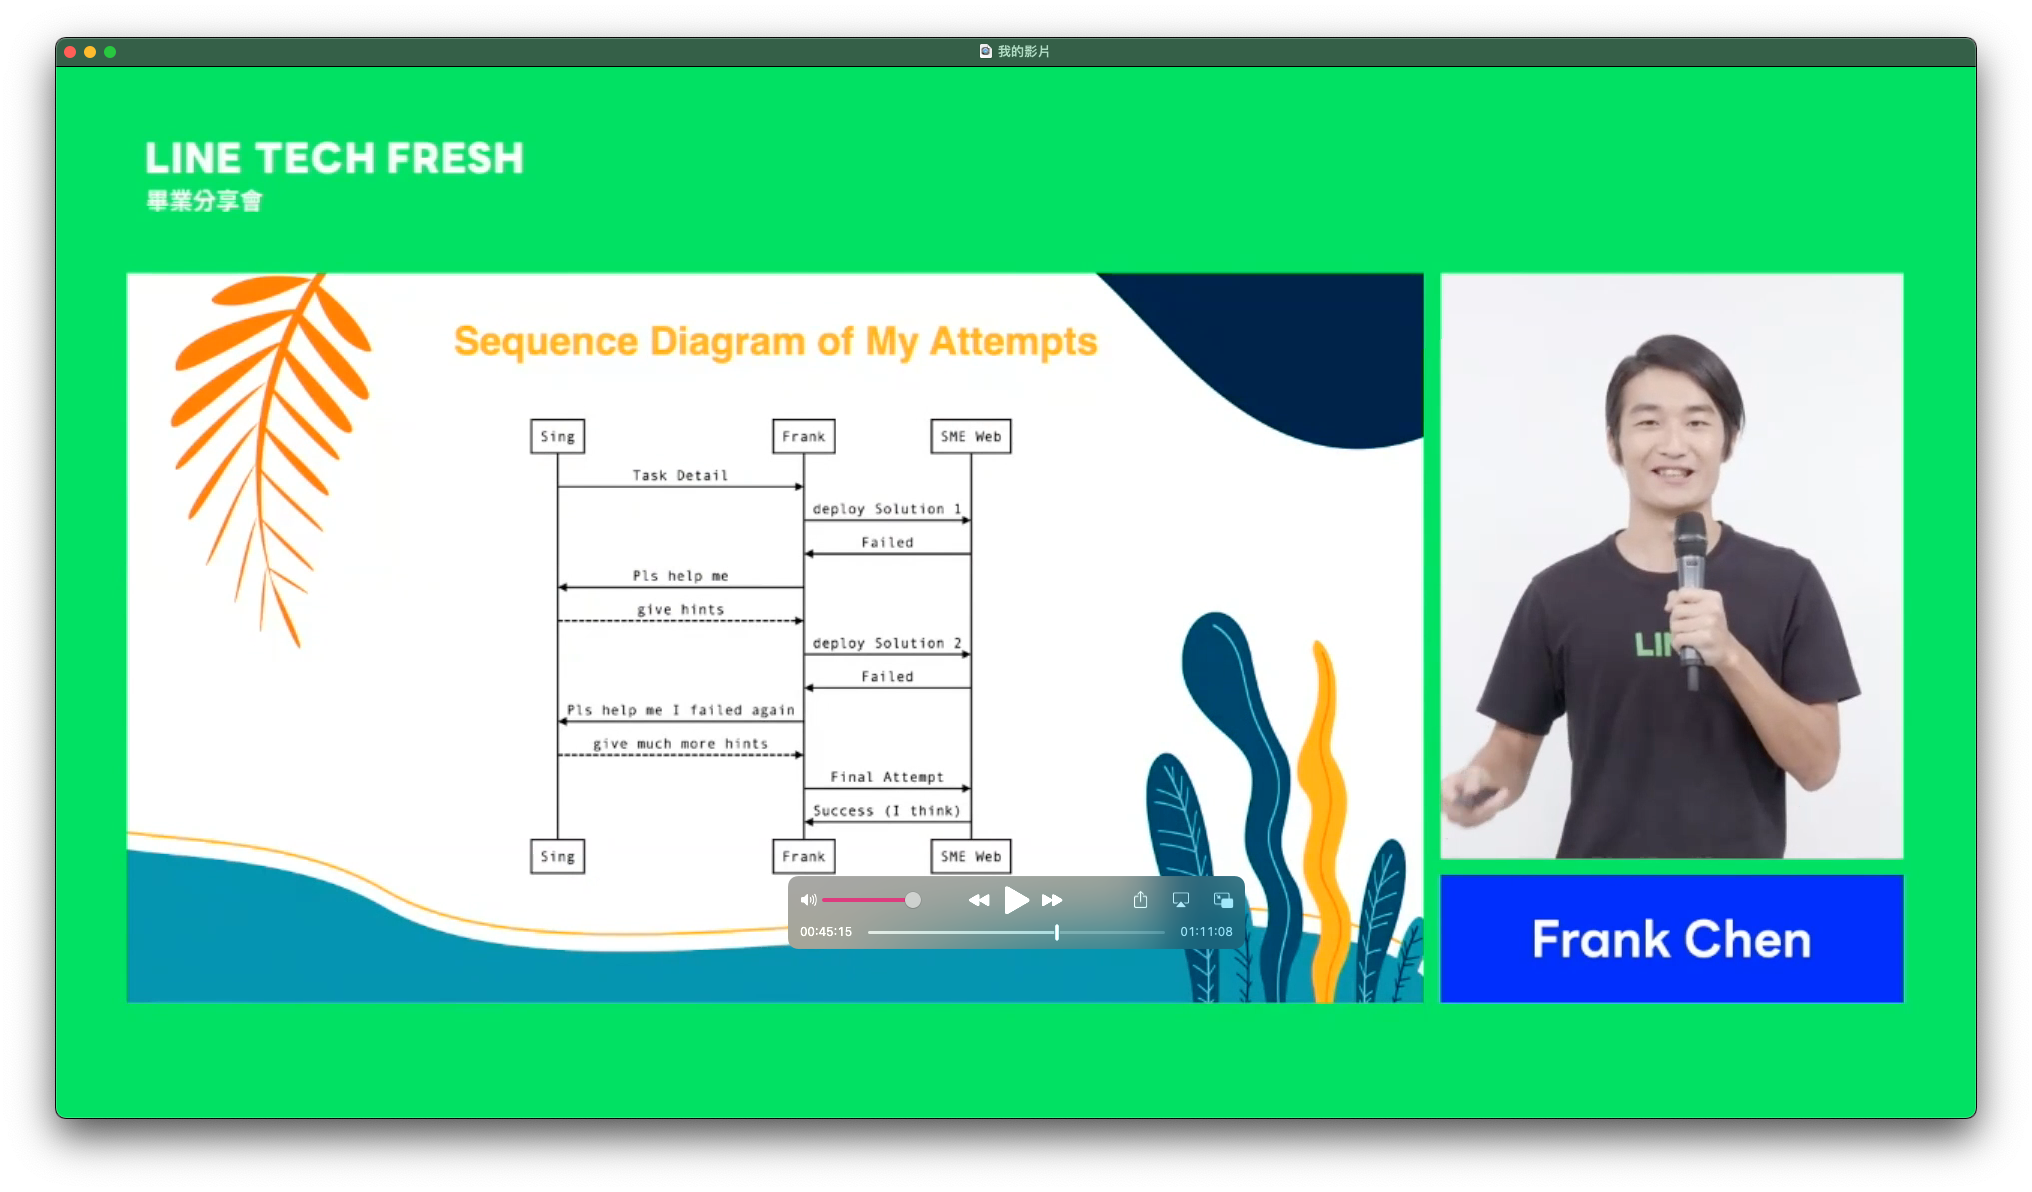 我的影片
LINE TECH FRESH
畢業分享會
Sequence Diagram of My Attempts
Sing
Frank
SME Web
Task Detail
deploy Solution 1
Failed
Pls help me
give hints
deploy Solution 2
Failed
Pls help me I failed again
give much more hints
Final Attempt
Success (I think)
Sing
Frank
SME Web
00:45:15
01:11:08
LIN
Frank Chen